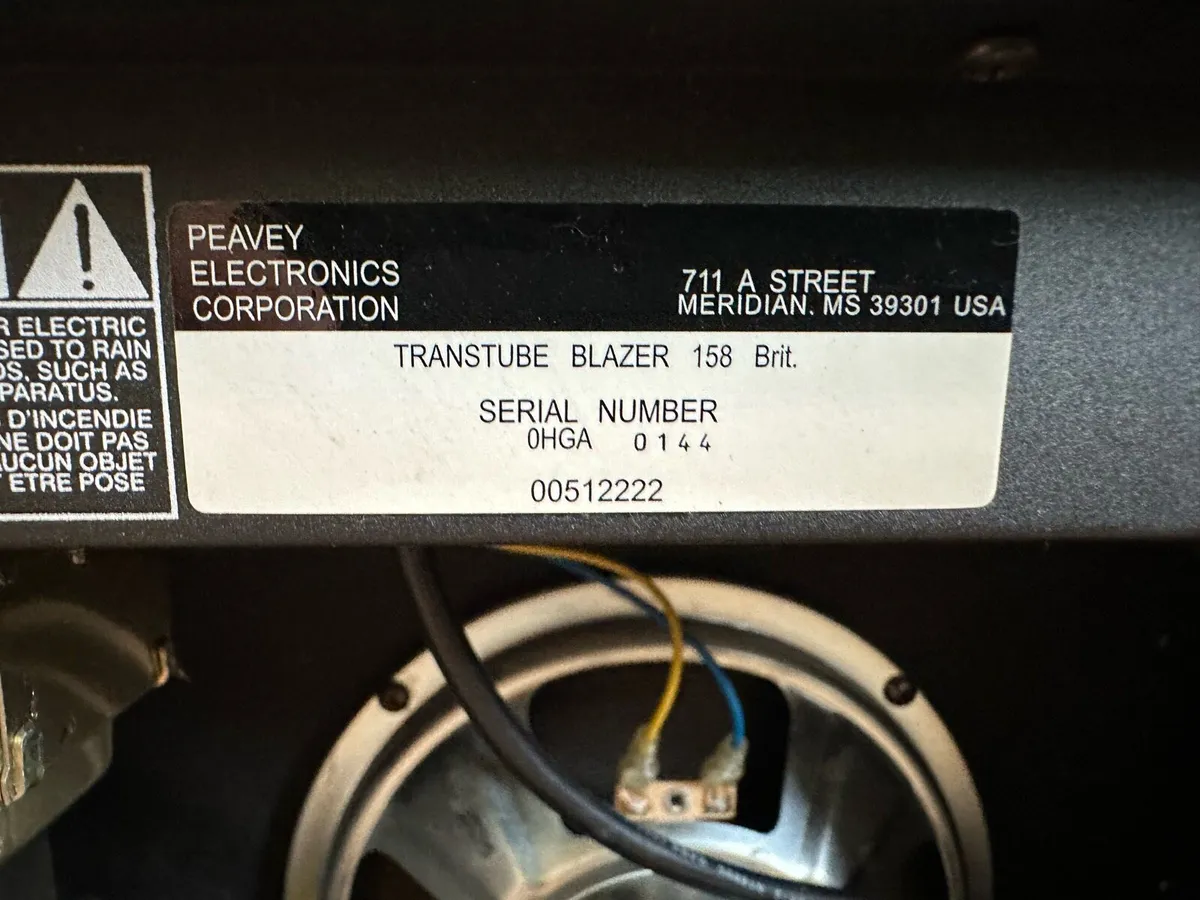 R ELECTRIC
SED TO RAIN
DS. SUCH AS
PARATUS.
D'INCENDIE
NE DOIT PAS
AUCUN OBJET
ETRE POSE
PEAVEY
ELECTRONICS
CORPORATION
711 A STREET
MERIDIAN. MS 39301 USA
TRANSTUBE BLAZER 158 Brit.
SERIAL NUMBER
0HGA 0144
00512222